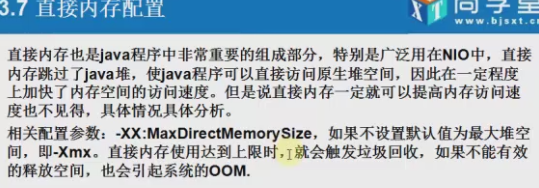 3.7 直接内存配置
尚学堂
www.bjsxt.com
直接内存也是java程序中非常重要的组成部分，特别是广泛用在NIO中，直接
内存跳过了java堆，使java程序可以直接访问原生堆空间，因此在一定程度
上加快了内存空间的访问速度。但是说直接内存一定就可以提高内存访问速
度也不见得，具体情况具体分析。
相关配置参数：-XX:MaxDirectMemorySize，如果不设置默认值为最大堆空
间，即-Xmx。直接内存使用达到上限时，就会触发垃圾回收，如果不能有效
的释放空间，也会引起系统的OOM.